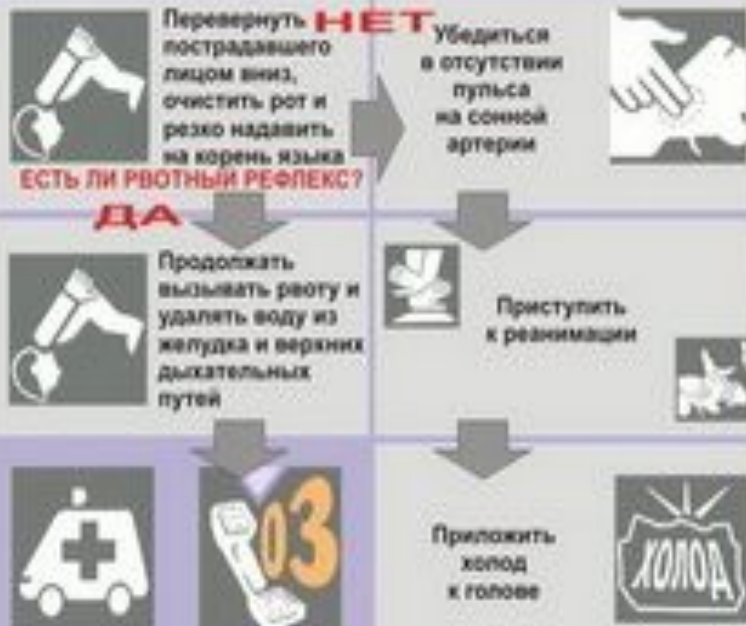 Перевернуть
пострадавшего
лицом вниз,
очистить рот и
резко надавить
на корень языка
ЕСТЬ ЛИ РВОТНЫЙ РЕФЛЕКС?
НЕТ
Убедиться
в отсутствии
пульса
на сонной
артерии
ДА
Продолжать
вызывать рвоту и
удалять воду из
желудка и верхних
дыхательных
путей
Приступить
к реанимации
03
Приложить
холод
к голове
ХОЛОД